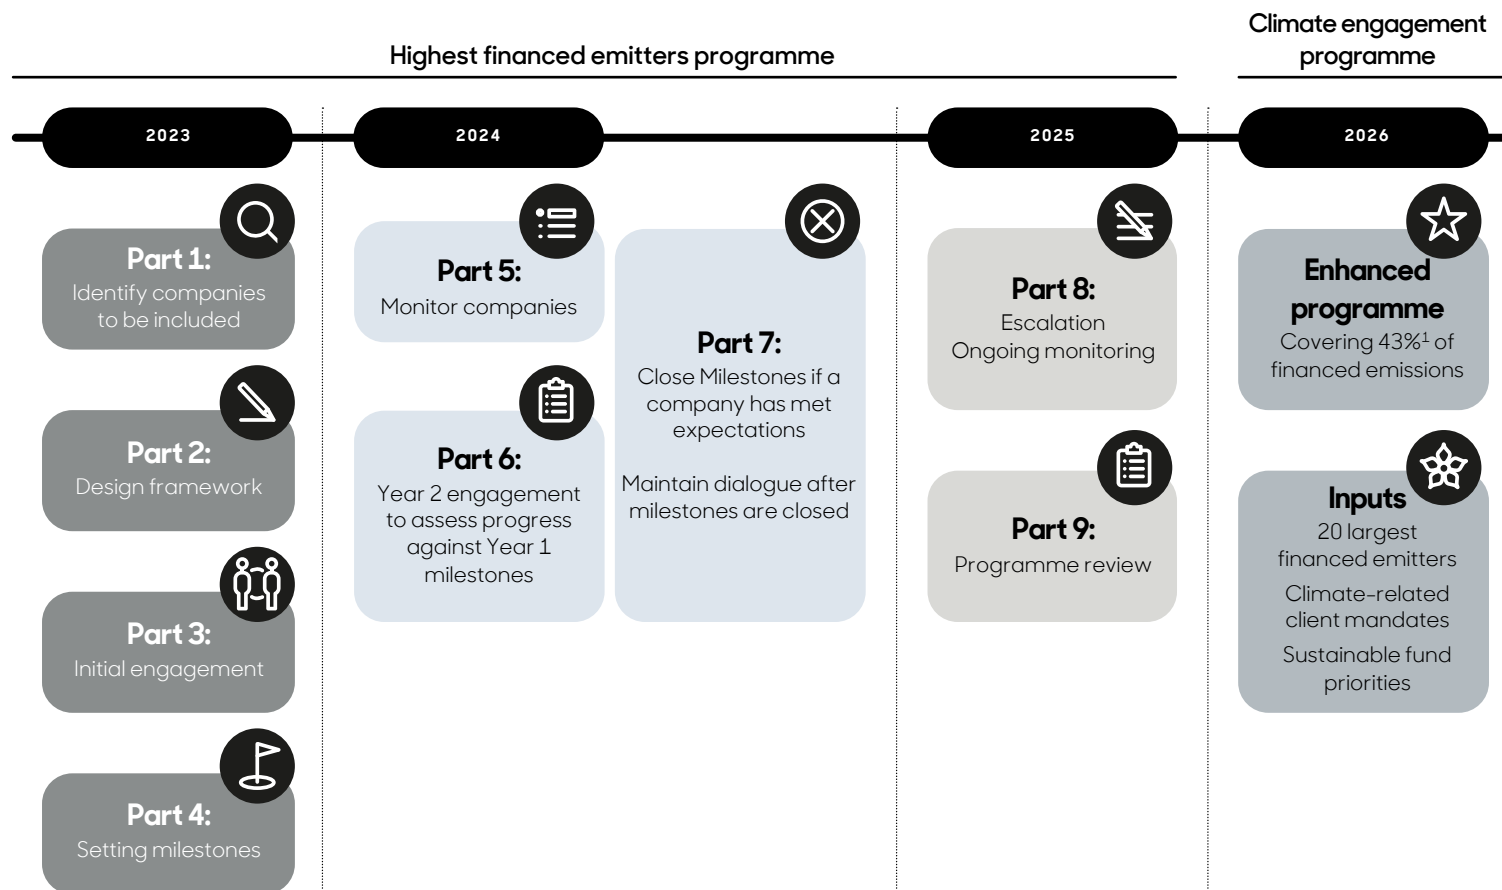 Highest financed emitters programme
Climate engagement
programme
2023
2024
2025
2026
Part 1:
Identify companies
to be included
Part 2:
Design framework
Part 3:
Initial engagement
Part 4:
Setting milestones
Part 5:
Monitor companies
Part 6:
Year 2 engagement
to assess progress
against Year 1
milestones
Part 7:
Close Milestones if a
company has met
expectations
Maintain dialogue after
milestones are closed
Part 8:
Escalation
Ongoing monitoring
Part 9:
Programme review
Enhanced
programme
Covering 43%¹ of
financed emissions
Inputs
20 largest
financed emitters
Climate-related
client mandates
Sustainable fund
priorities